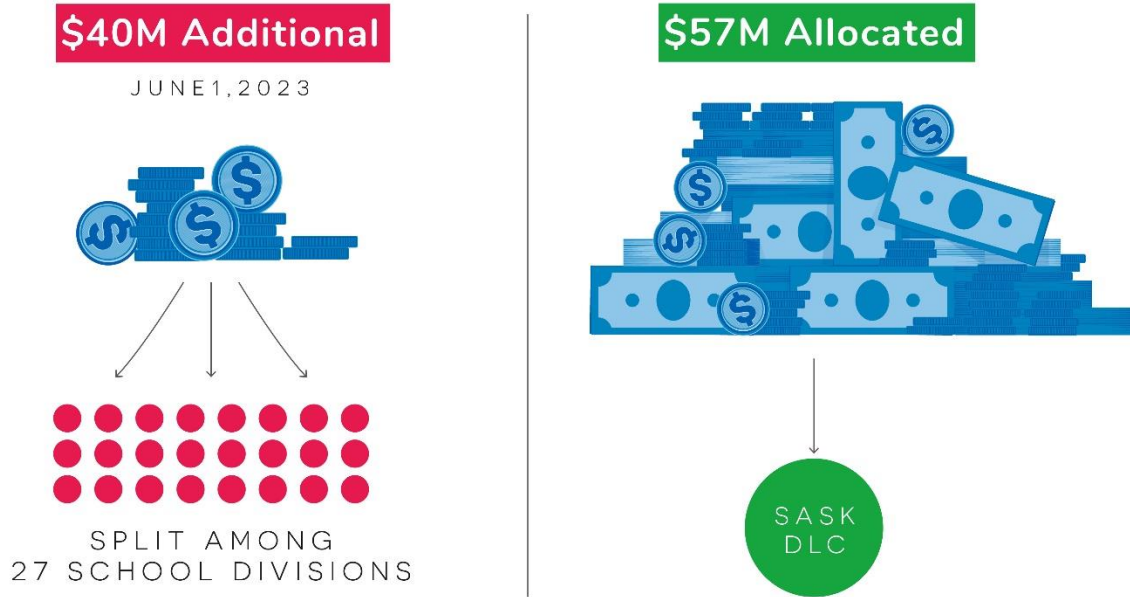 $40M Additional
JUNE1,2023
SPLIT AMONG
27 SCHOOL DIVISIONS
$57M Allocated
SASK
DLC